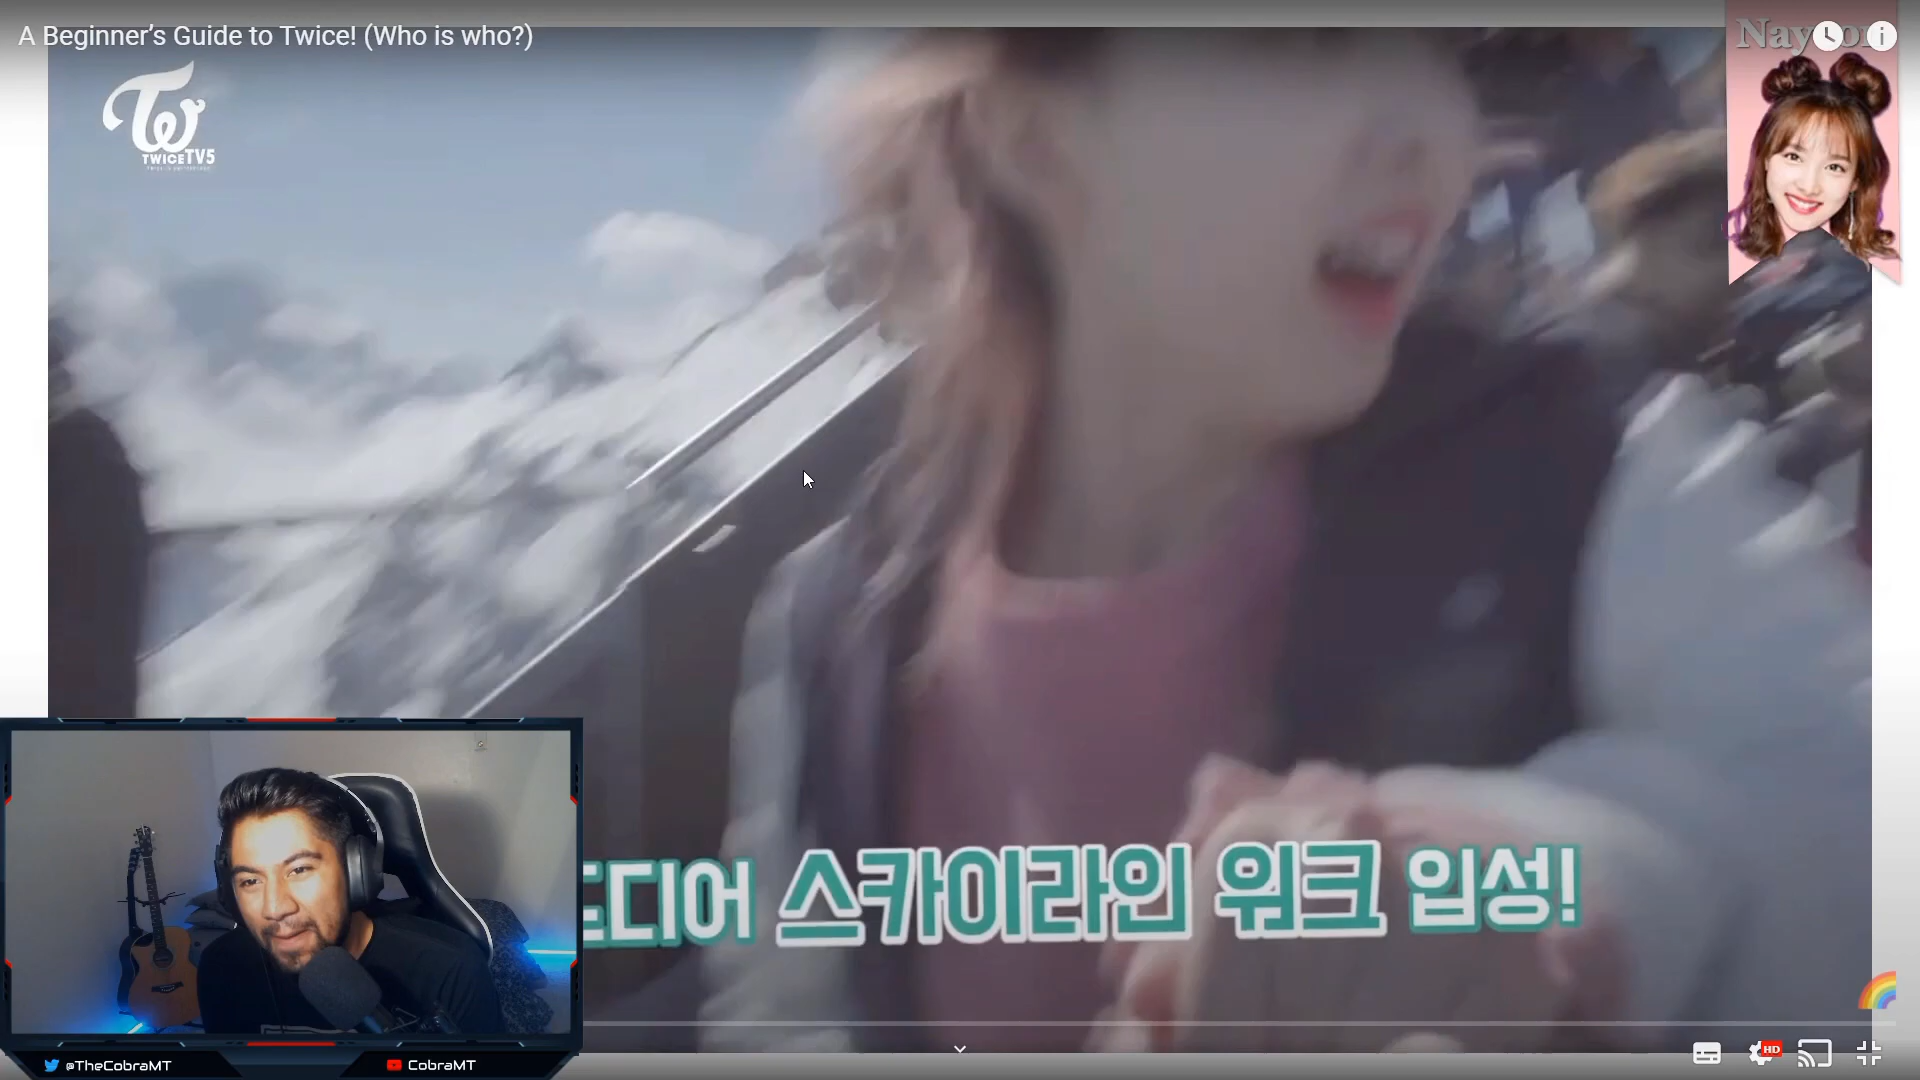 A Beginner's Guide to Twice! (Who is who?)
TWICETV5
드디어 스카이라인 워크 입성!
HD
@TheCobraMT
CobraMT